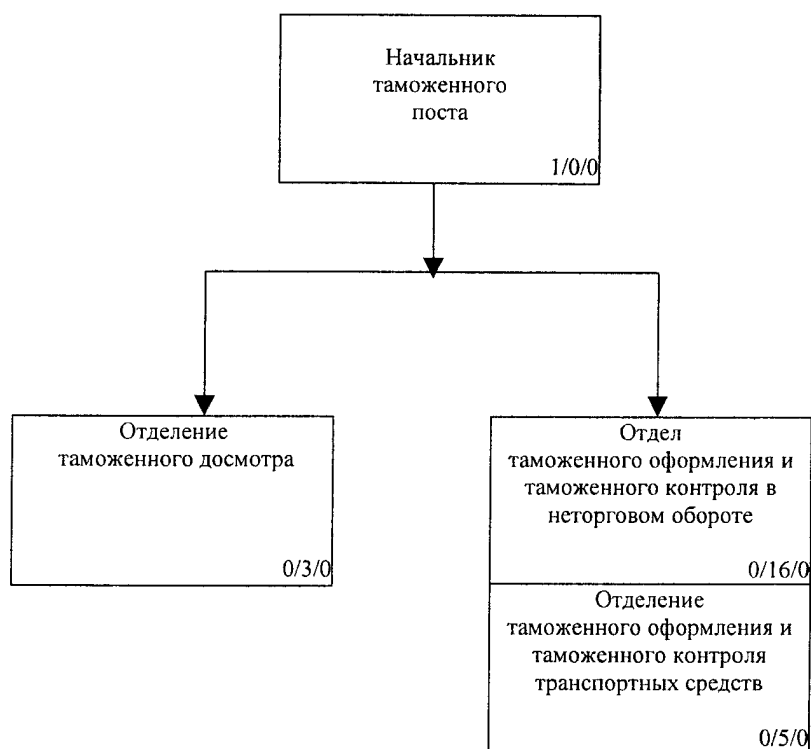 Начальник
таможенного
поста
1/0/0
Отделение
таможенного досмотра
0/3/0
Отдел
таможенного оформления и
таможенного контроля в
неторговом обороте
0/16/0
Отделение
таможенного оформления и
таможенного контроля
транспортных средств
0/5/0